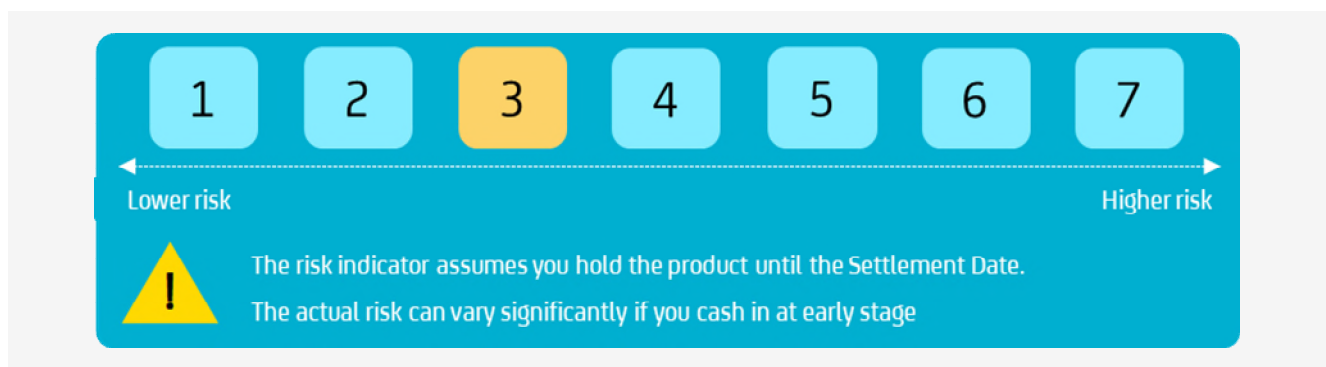 1 2 3 4 5 6 7
Lower risk Higher risk
!
The risk indicator assumes you hold the product until the Settlement Date.
The actual risk can vary significantly if you cash in at early stage